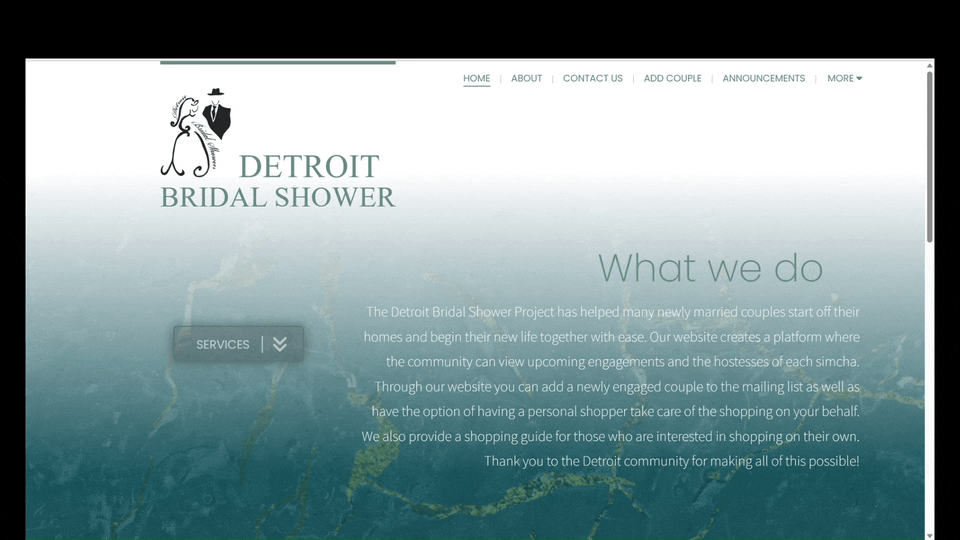 HOME | ABOUT | CONTACT US | ADD COUPLE | ANNOUNCEMENTS | MORE
Detroit
Bridal Showers
DETROIT
BRIDAL SHOWER
What we do
The Detroit Bridal Shower Project has helped many newly married couples start off their
homes and begin their new life together with ease. Our website creates a platform where
the community can view upcoming engagements and the hostesses of each simcha.
Through our website you can add a newly engaged couple to the mailing list as well as
have the option of having a personal shopper take care of the shopping on your behalf.
We also provide a shopping guide for those who are interested in shopping on their own.
Thank you to the Detroit community for making all of this possible!
SERVICES